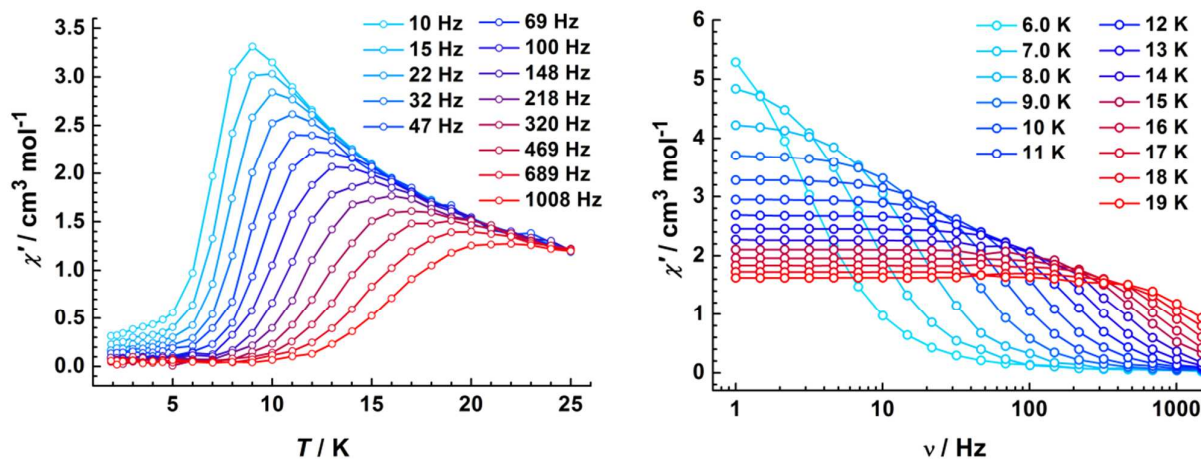 3.5
3.0
2.5
2.0
1.5
1.0
0.5
0.0
χ′ / cm³ mol⁻¹
10 Hz
15 Hz
22 Hz
32 Hz
47 Hz
69 Hz
100 Hz
148 Hz
218 Hz
320 Hz
469 Hz
689 Hz
1008 Hz
5 10 15 20 25
T / K
6
5
4
3
2
1
0
χ′ / cm³ mol⁻¹
6.0 K
7.0 K
8.0 K
9.0 K
10 K
11 K
12 K
13 K
14 K
15 K
16 K
17 K
18 K
19 K
1 10 100 1000
ν / Hz